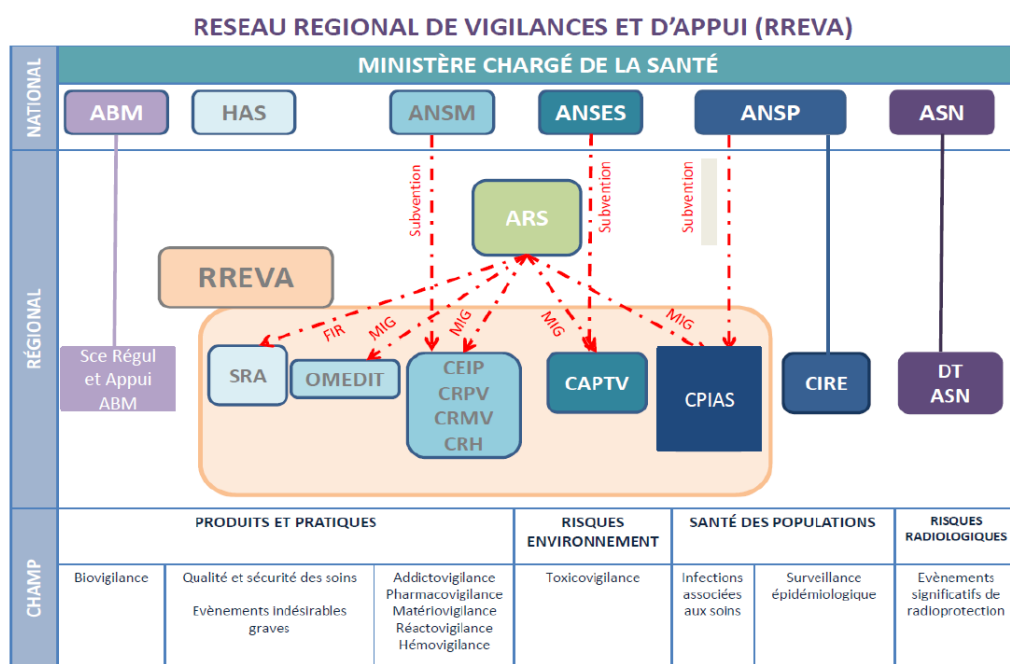 RESEAU REGIONAL DE VIGILANCES ET D'APPUI (RREVA)
NATIONAL
MINISTÈRE CHARGÉ DE LA SANTÉ
ABM
HAS
ANSM
ANSES
ANSP
ASN
RÉGIONAL
Subvention
Subvention
Subvention
ARS
RREVA
FIR
MIG
MIG
MIG
MIG
Sce Régul
et Appui
ABM
SRA
OMEDIT
CEIP
CRPV
CRMV
CRH
CAPTV
CPIAS
CIRE
DT
ASN
CHAMP
PRODUITS ET PRATIQUES
RISQUES
ENVIRONNEMENT
SANTÉ DES POPULATIONS
RISQUES
RADIOLOGIQUES
Biovigilance
Qualité et sécurité des soins
Evènements indésirables
graves
Addictovigilance
Pharmacovigilance
Matériovigilance
Réactovigilance
Hémovigilance
Toxicovigilance
Infections
associées
aux soins
Surveillance
épidémiologique
Evènements
significatifs de
radioprotection